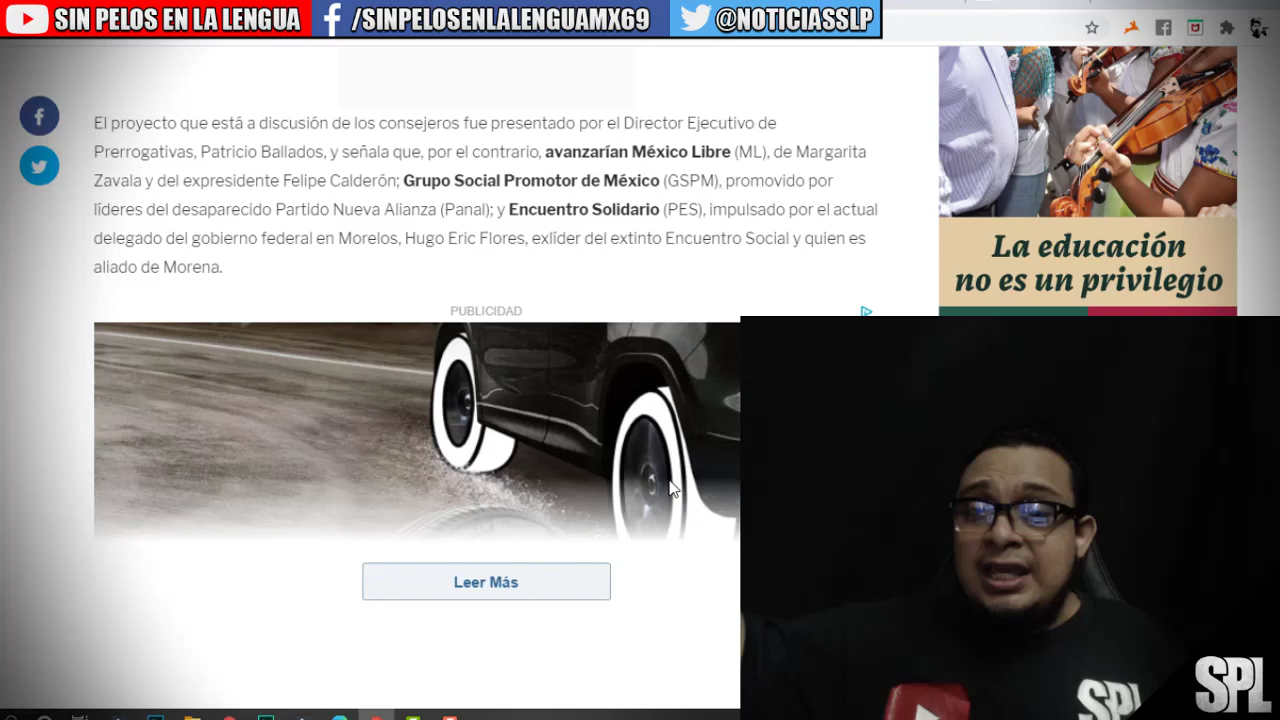 SIN PELOS EN LA LENGUA
/SINPELOSENLALENGUAMX69
@NOTICIASSLP
El proyecto que está a discusión de los consejeros fue presentado por el Director Ejecutivo de
Prerrogativas, Patricio Ballados, y señala que, por el contrario, avanzarían México Libre (ML), de Margarita
Zavala y del expresidente Felipe Calderón; Grupo Social Promotor de México (GSPM), promovido por
líderes del desaparecido Partido Nueva Alianza (Panal); y Encuentro Solidario (PES), impulsado por el actual
delegado del gobierno federal en Morelos, Hugo Eric Flores, exlíder del extinto Encuentro Social y quien es
aliado de Morena.
La educación
no es un privilegio
PUBLICIDAD
Leer Más
SPL
SPL